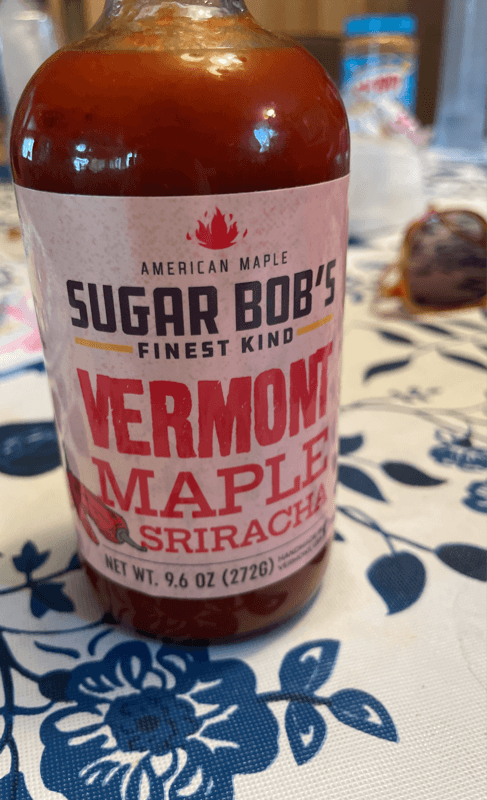 AMERICAN MAPLE
SUGAR BOB'S
FINEST KIND
VERMONT
MAPLE
SRIRACHA
NET WT. 9.6 OZ (272G)